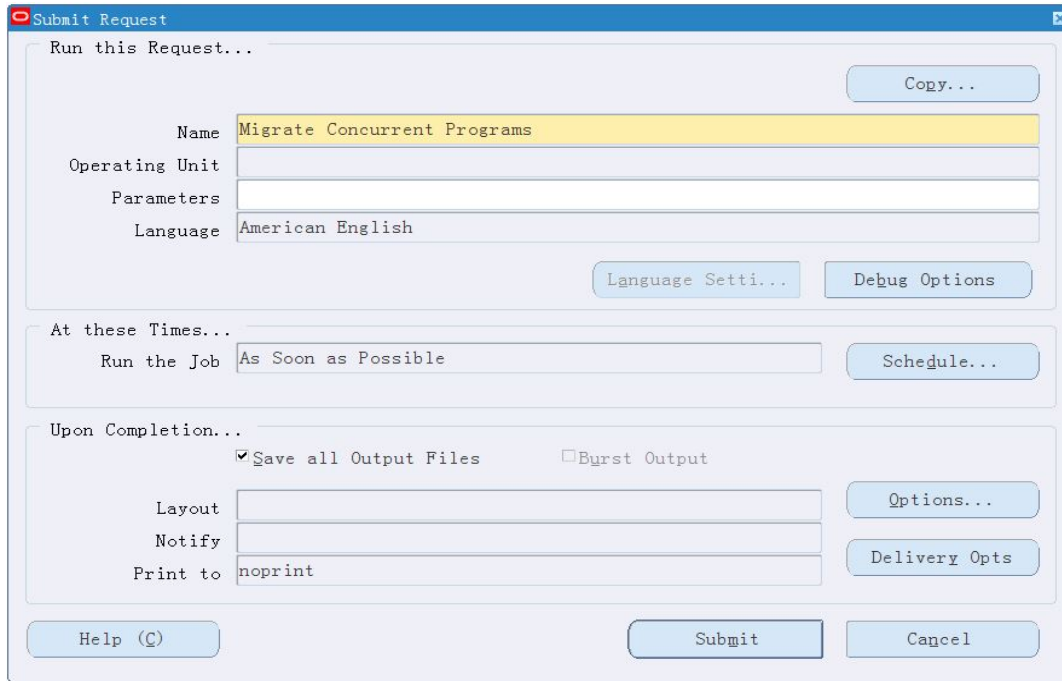 Submit Request
Run this Request...
Copy...
Name Migrate Concurrent Programs
Operating Unit
Parameters
Language American English
Language Setti... Debug Options
At these Times...
Run the Job As Soon as Possible Schedule...
Upon Completion...
Save all Output Files Burst Output
Layout Options...
Notify
Print to noprint Delivery Opts
Help (C) Submit Cancel